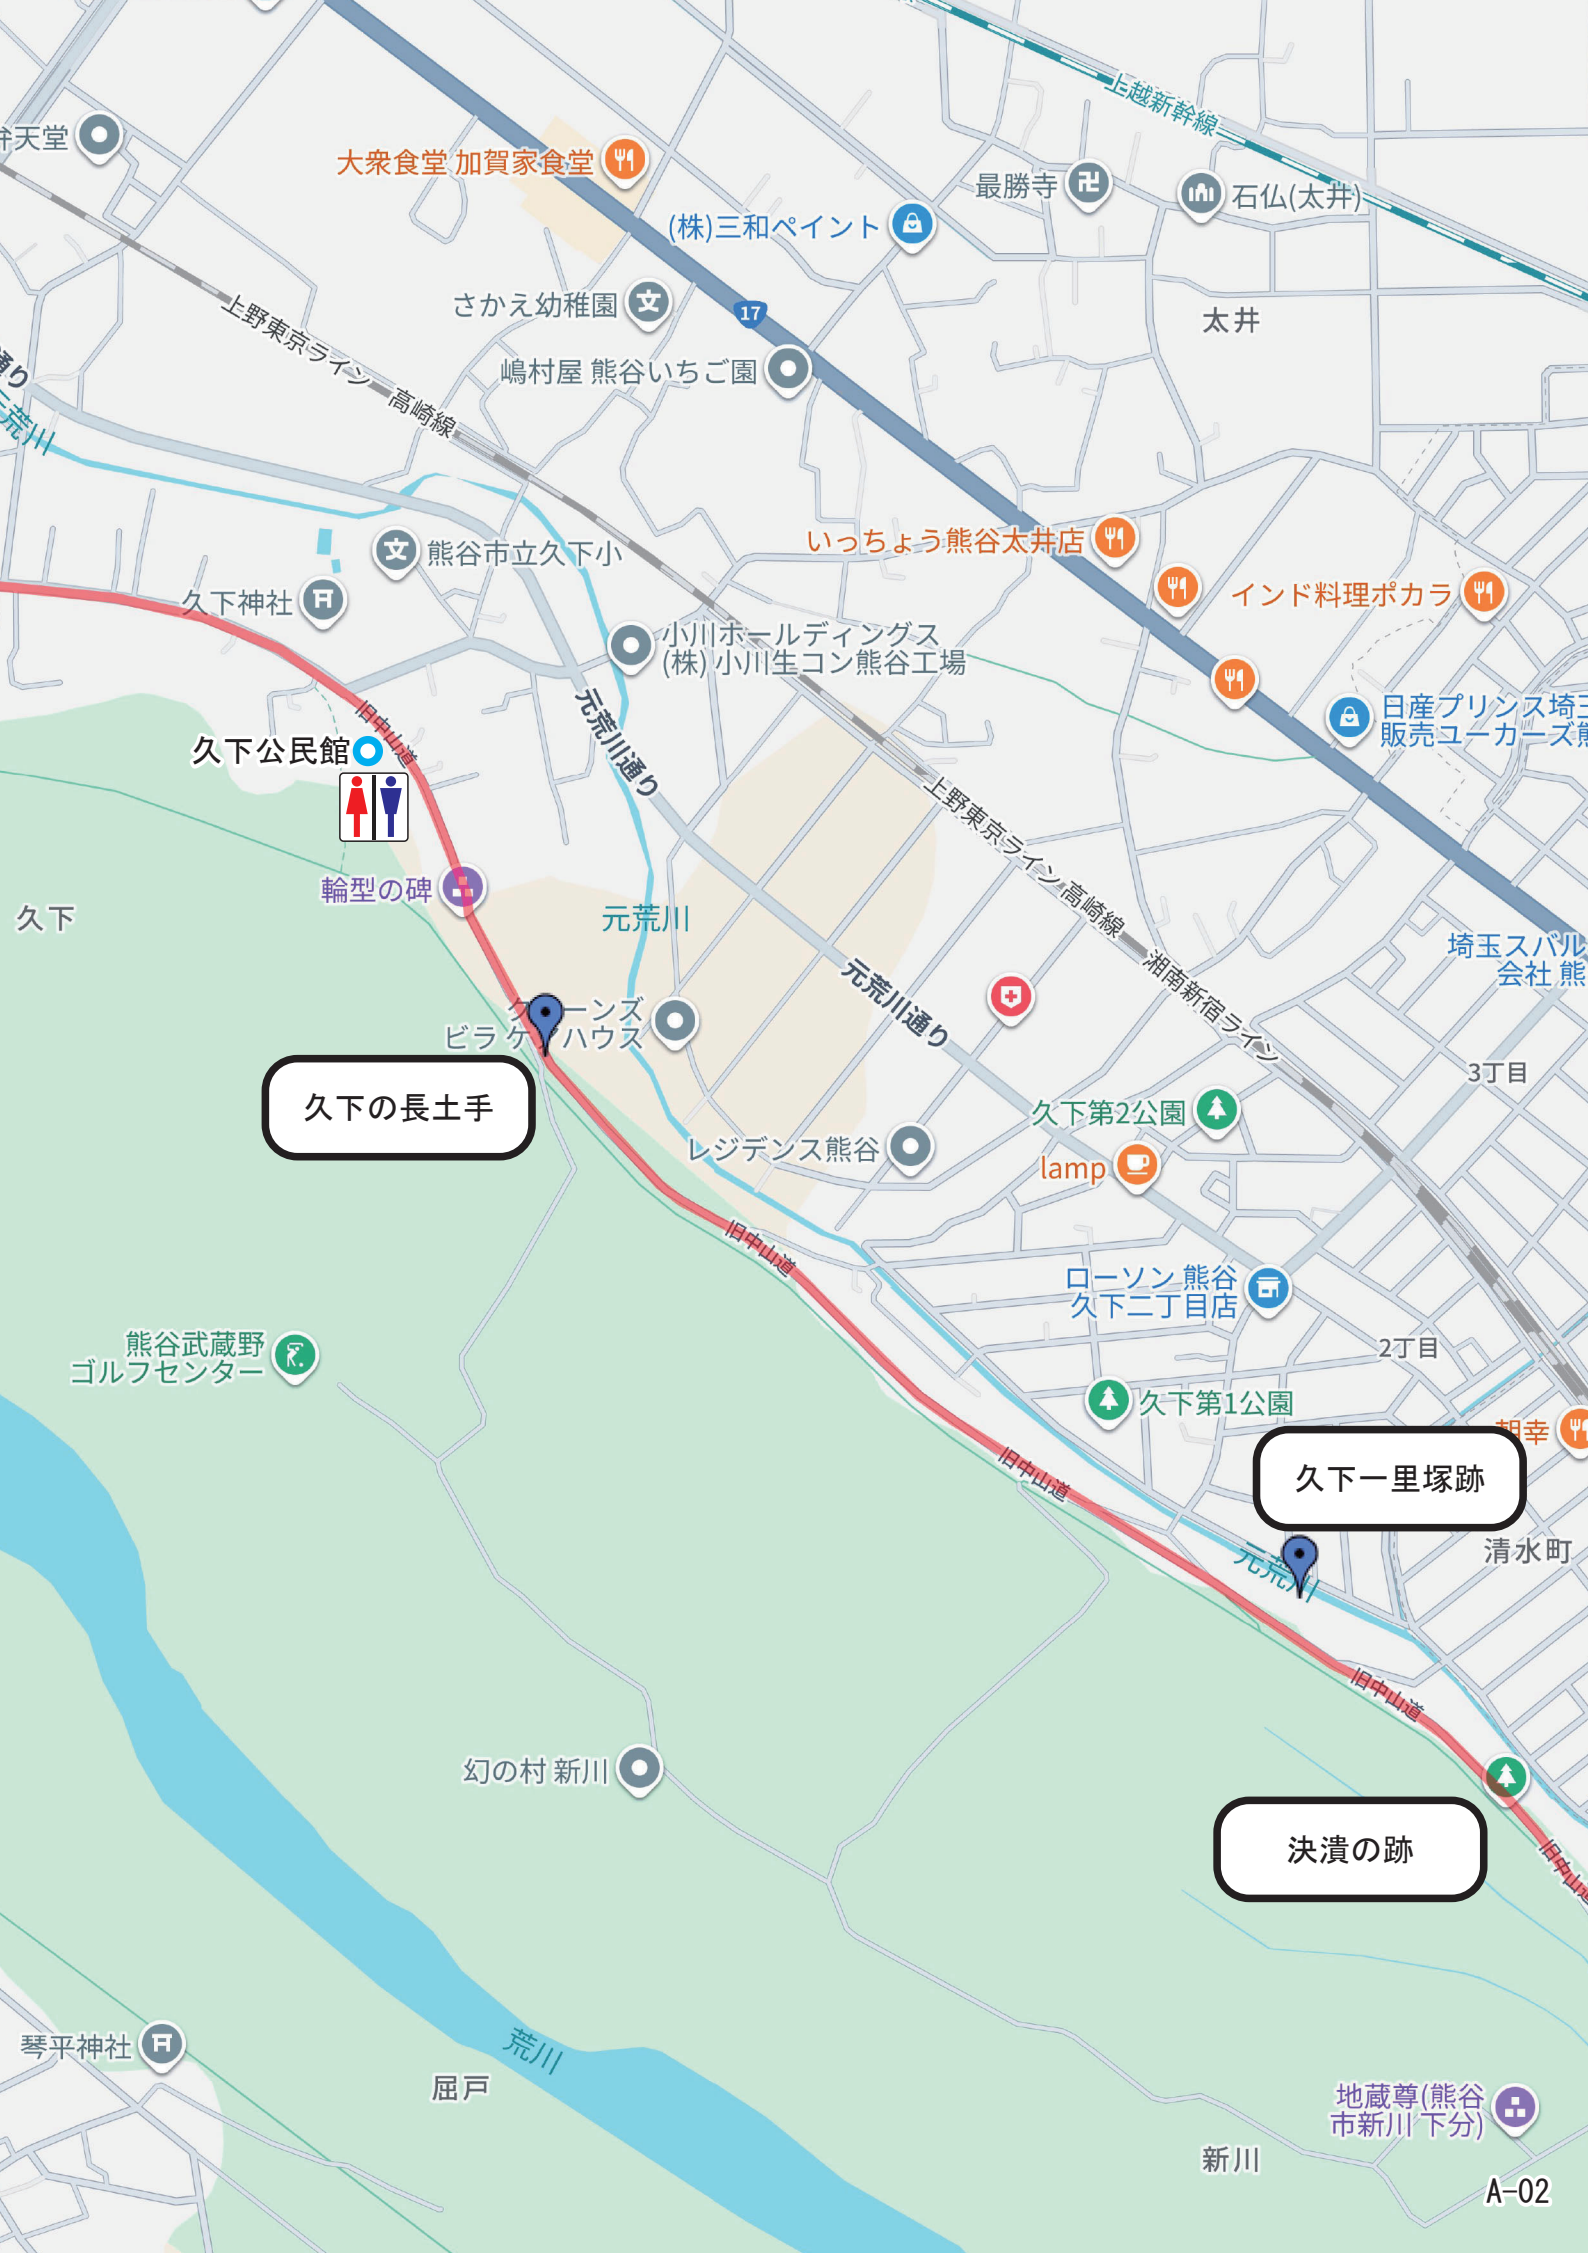 上越新幹線
弁天堂
大衆食堂 加賀家食堂
最勝寺
石仏(太井)
(株)三和ペイント
さかえ幼稚園
17
太井
上野東京ライン
高崎線
嶋村屋 熊谷いちご園
通り
元荒川
いっちょう熊谷太井店
熊谷市立久下小
インド料理ポカラ
久下神社
小川ホールディングス
(株) 小川生コン熊谷工場
元荒川通り
日産プリンス埼玉
販売ユーカーズ熊
旧中山道
久下公民館
上野東京ライン
高崎線
輪型の碑
久下
元荒川
埼玉スバル
会社 熊
元荒川通り
湘南新宿ライン
ビラ ケアハウス
3丁目
久下の長土手
久下第2公園
レジデンス熊谷
lamp
旧中山道
ローソン 熊谷
久下二丁目店
熊谷武蔵野
ゴルフセンター
2丁目
久下第1公園
朝幸
旧中山道
久下一里塚跡
元荒川
清水町
旧中山道
幻の村 新川
決潰の跡
旧中山道
荒川
琴平神社
屈戸
地蔵尊(熊谷
市新川 下分)
新川
A-02